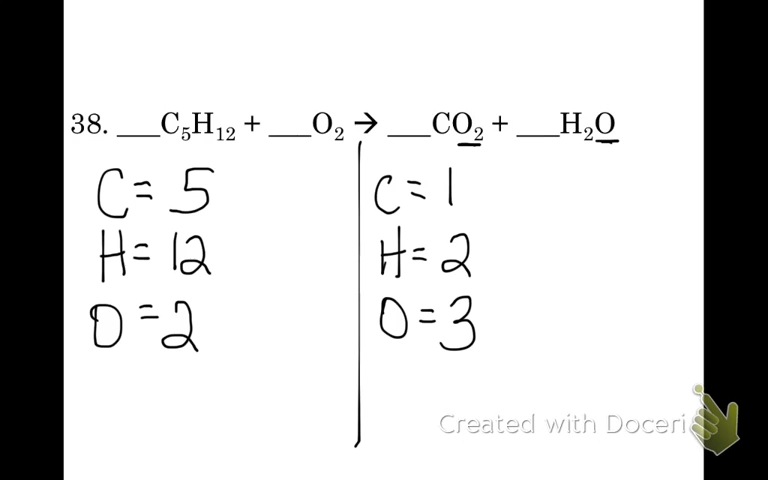 38. ___C₅H₁₂ + ___O₂ → ___CO₂ + ___H₂O
C = 5
H = 12
O = 2
C = 1
H = 2
O = 3
Created with Doceri